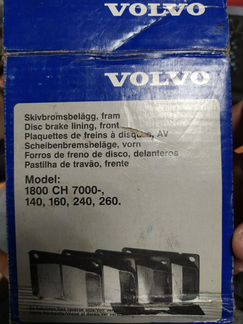 VOLVO
VOLVO
Skivbromsbelägg, fram
Disc brake lining, front
Plaquettes de freins à disques, AV
Scheibenbremsbeläge, vorn
Forros de freno de disco, delanteros
Pastilha de travão, frente
Model:
1800 CH 7000-,
140, 160, 240, 260.